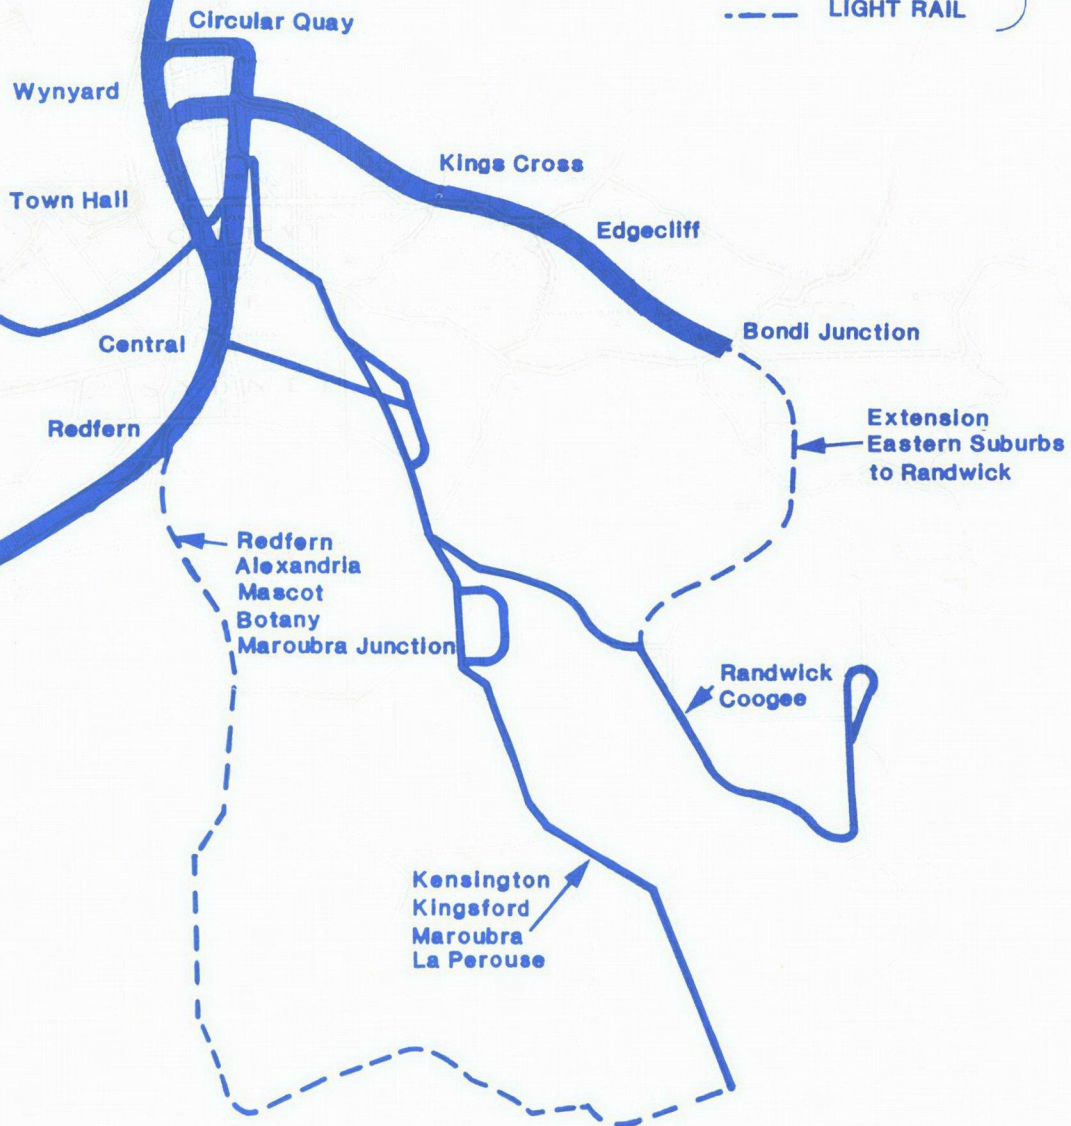 Circular Quay
LIGHT RAIL
Wynyard
Kings Cross
Town Hall
Edgecliff
Bondi Junction
Central
Redfern
Extension
Eastern Suburbs
to Randwick
Redfern
Alexandria
Mascot
Botany
Maroubra Junction
Randwick
Coogee
Kensington
Kingsford
Maroubra
La Perouse